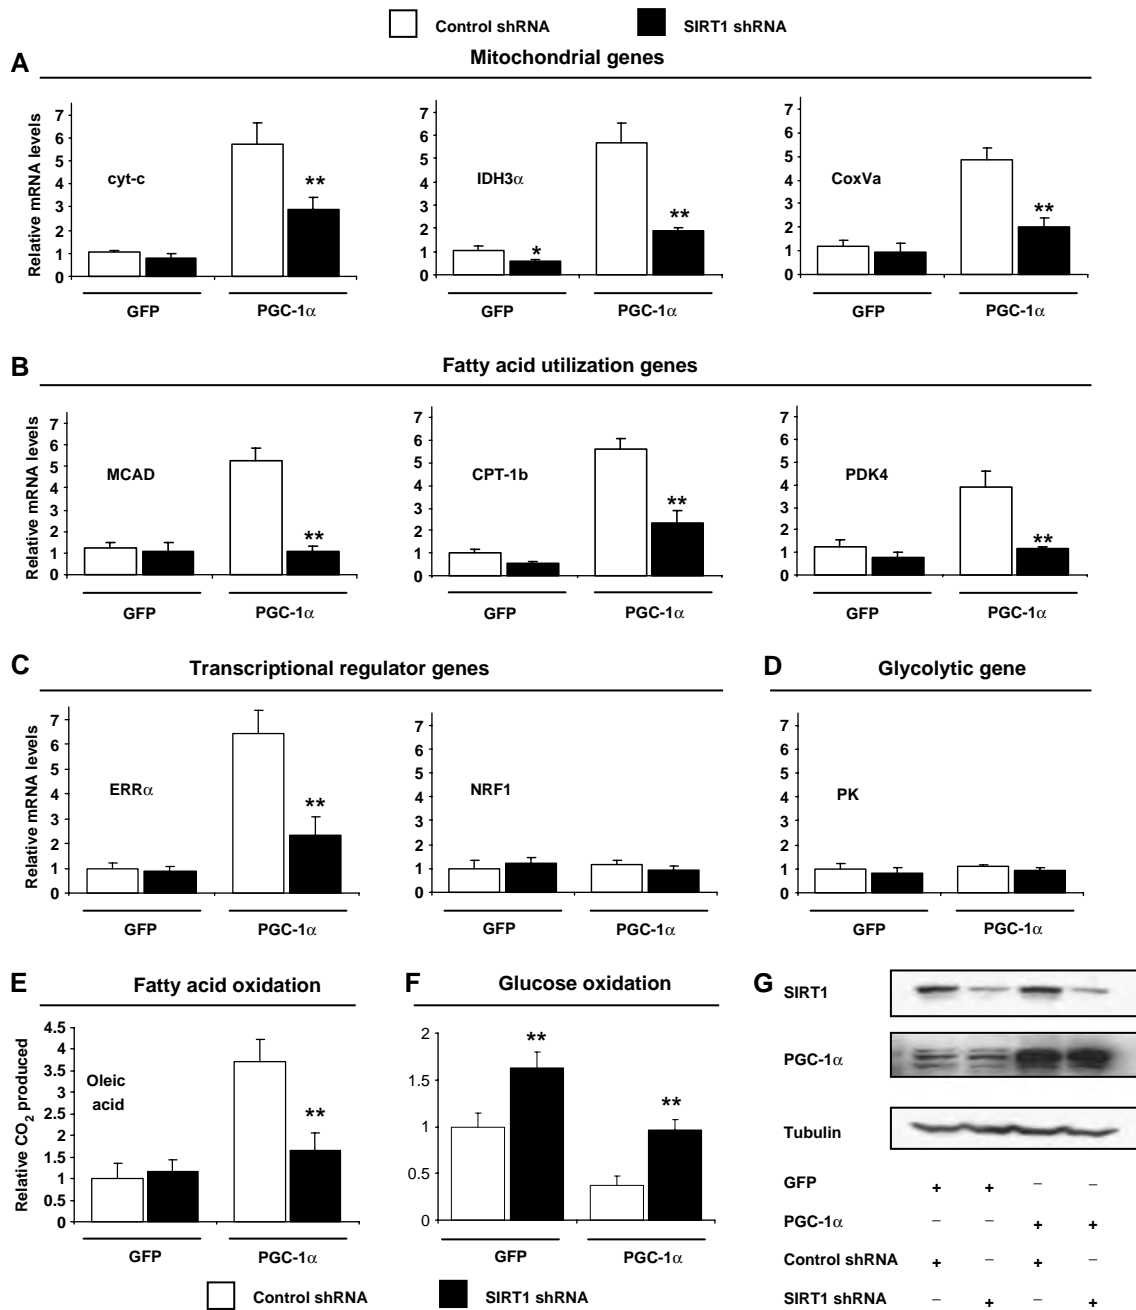 Control shRNA SIRT1 shRNA
A Mitochondrial genes
Relative mRNA levels
7 6 5 4 3 2 1 0
cyt-c
**
GFP PGC-1α
7 6 5 4 3 2 1 0
IDH3α
* **
GFP PGC-1α
7 6 5 4 3 2 1 0
CoxVa
**
GFP PGC-1α
B Fatty acid utilization genes
Relative mRNA levels
7 6 5 4 3 2 1 0
MCAD
**
GFP PGC-1α
7 6 5 4 3 2 1 0
CPT-1b
**
GFP PGC-1α
7 6 5 4 3 2 1 0
PDK4
**
GFP PGC-1α
C Transcriptional regulator genes
Relative mRNA levels
7 6 5 4 3 2 1 0
ERRα
**
GFP PGC-1α
7 6 5 4 3 2 1 0
NRF1
GFP PGC-1α
D Glycolytic gene
7 6 5 4 3 2 1 0
PK
GFP PGC-1α
E Fatty acid oxidation
Relative CO2 produced
4.5 4 3.5 3 2.5 2 1.5 1 0.5 0
Oleic
acid
**
GFP PGC-1α
F Glucose oxidation
2 1.5 1 0.5 0
** **
GFP PGC-1α
Control shRNA SIRT1 shRNA
G SIRT1
PGC-1α
Tubulin
GFP + + – –
PGC-1α – – + +
Control shRNA + – + –
SIRT1 shRNA – + – +